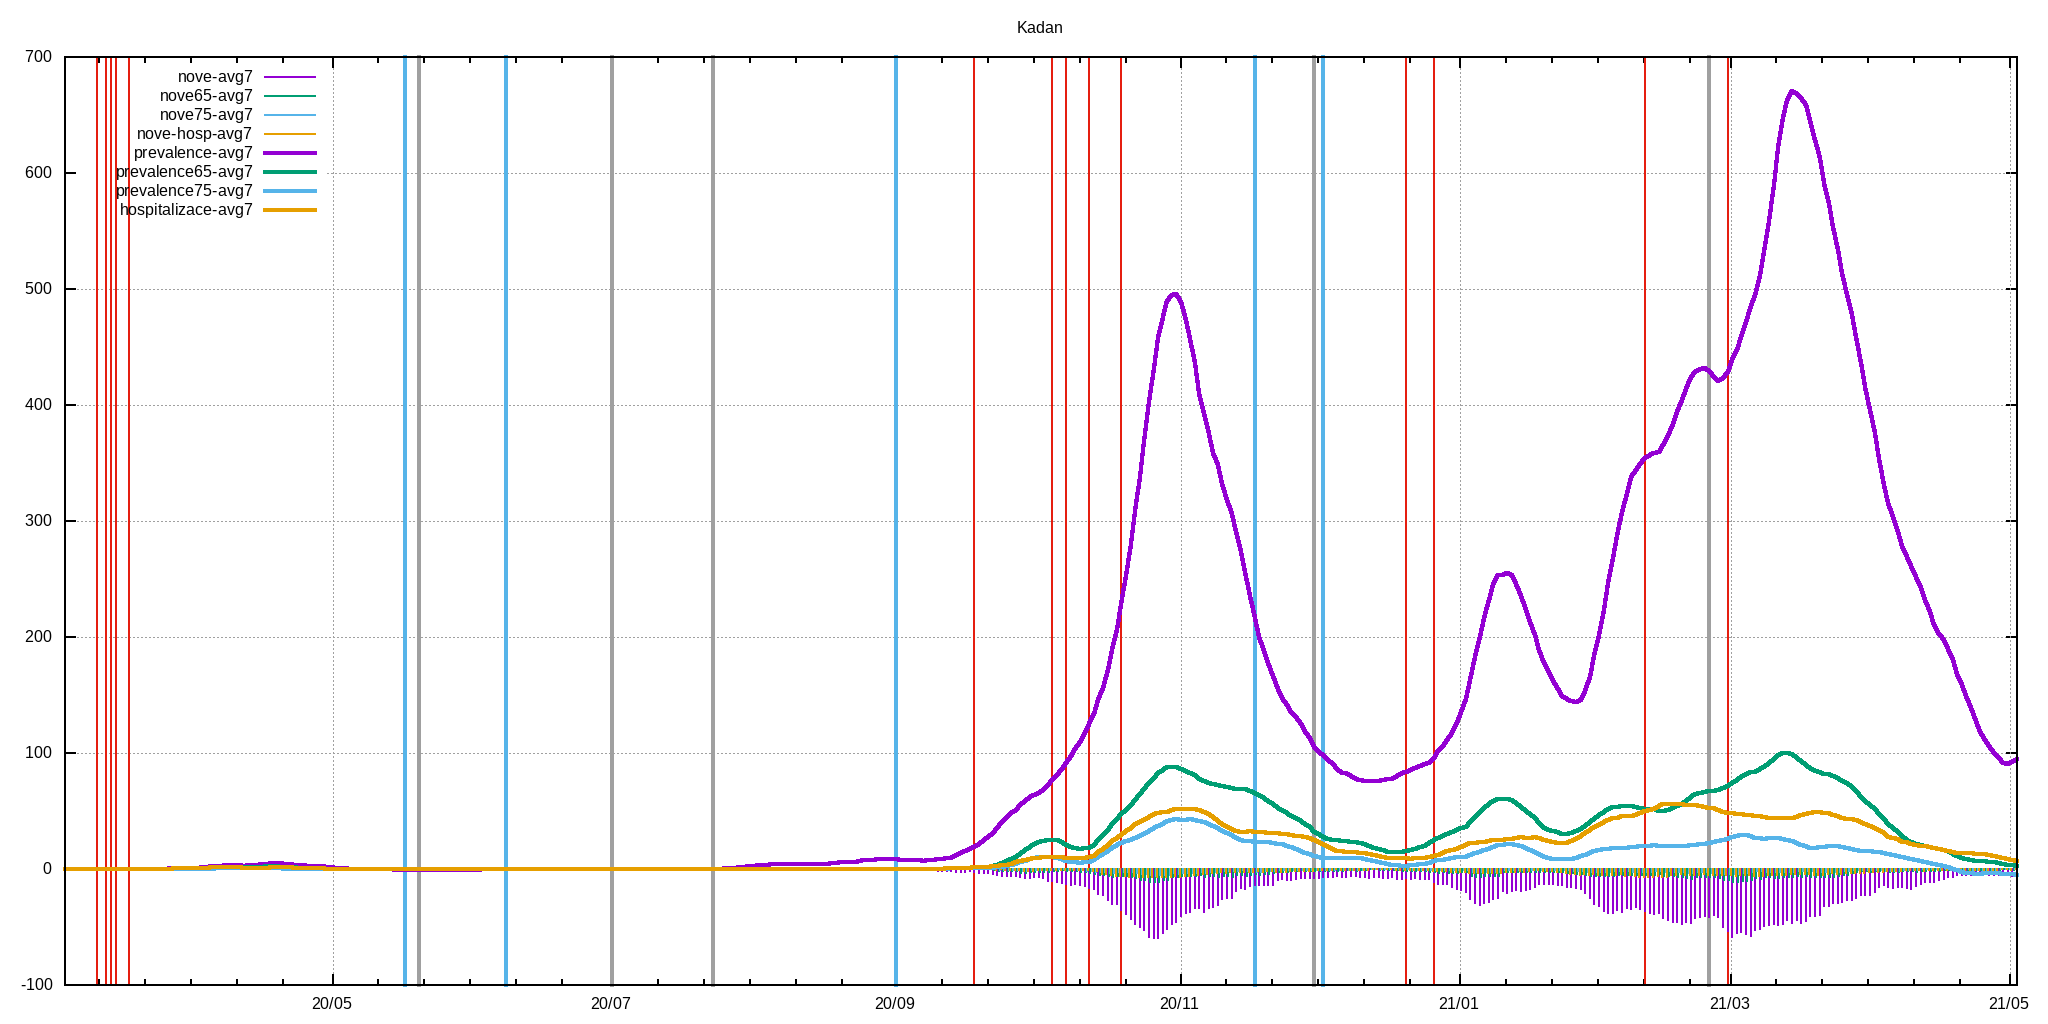 Kadan
700
600
500
400
300
200
100
0
-100
nove-avg7
nove65-avg7
nove75-avg7
nove-hosp-avg7
prevalence-avg7
prevalence65-avg7
prevalence75-avg7
hospitalizace-avg7
20/05 20/07 20/09 20/11 21/01 21/03 21/05